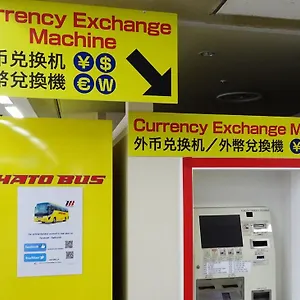 Currency Exchange
Machine
外币兑换机 ¥ $
外幣兌換機 € W
Currency Exchange M
外币兑换机／外幣兌換機 ¥
HATO BUS